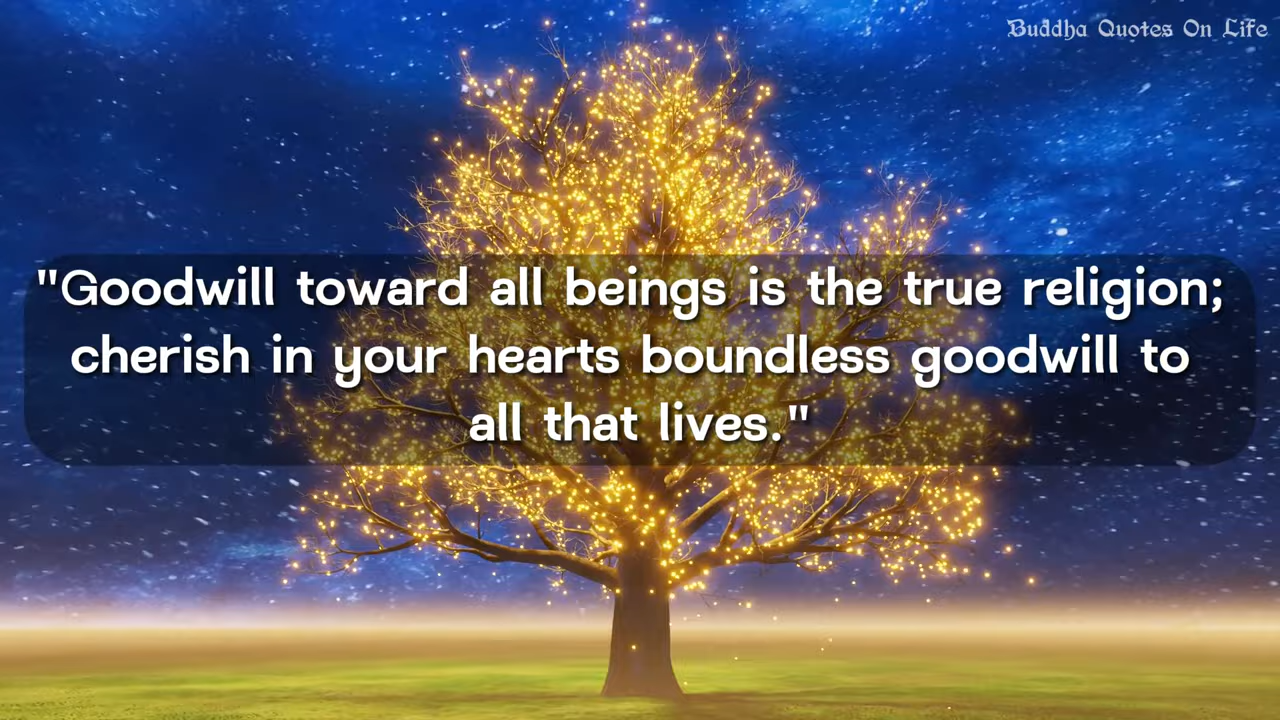 Buddha Quotes On Life
"Goodwill toward all beings is the true religion;
cherish in your hearts boundless goodwill to
all that lives."